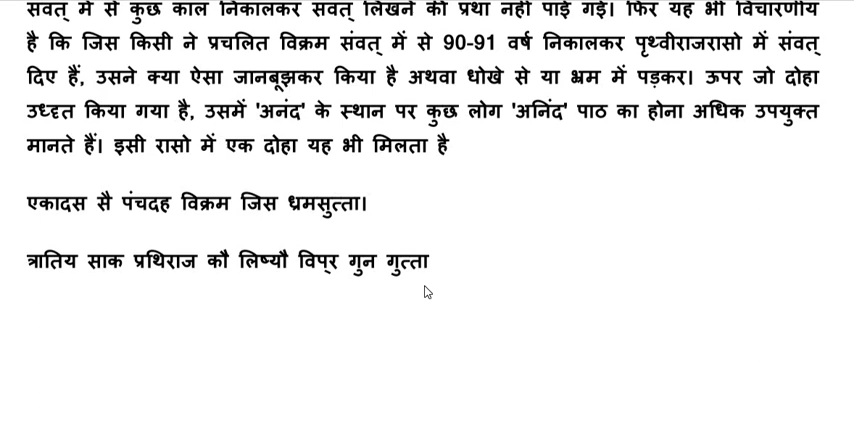 संवत् में से कुछ काल निकालकर संवत् लिखने की प्रथा नहीं पाई गई। फिर यह भी विचारणीय
है कि जिस किसी ने प्रचलित विक्रम संवत् में से 90-91 वर्ष निकालकर पृथ्वीराजरासो में संवत्
दिए हैं, उसने क्या ऐसा जानबूझकर किया है अथवा धोखे से या भ्रम में पड़कर। ऊपर जो दोहा
उध्दृत किया गया है, उसमें 'अनंद' के स्थान पर कुछ लोग 'अनिंद' पाठ का होना अधिक उपयुक्त
मानते हैं। इसी रासो में एक दोहा यह भी मिलता है
एकादस सै पंचदह विक्रम जिस ध्रमसुत्ता।
त्रातिय साक प्रथिराज कौ लिष्यौ विप्र गुन गुत्ता